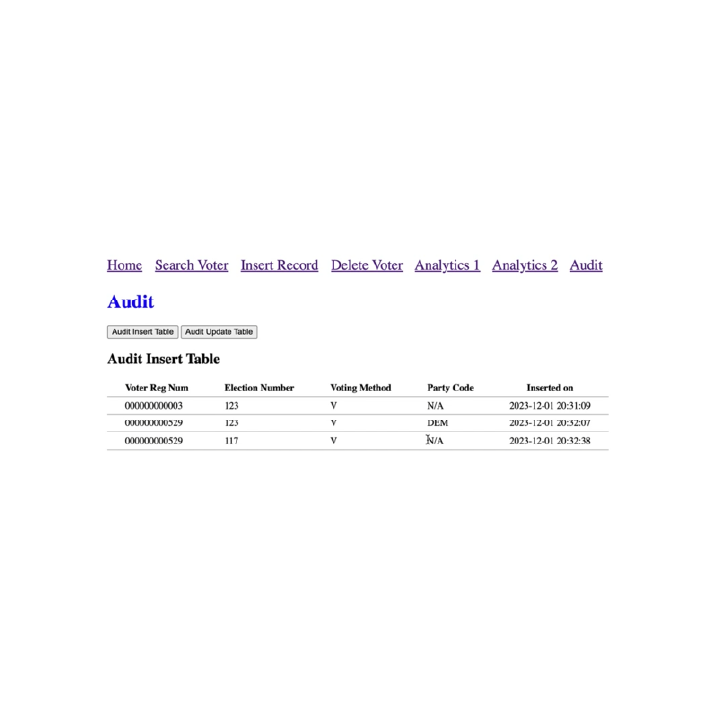 Home Search Voter Insert Record Delete Voter Analytics 1 Analytics 2 Audit
Audit
Audit Insert Table Audit Update Table
Audit Insert Table
Voter Reg Num Election Number Voting Method Party Code Inserted on
000000000003 123 V N/A 2023-12-01 20:31:09
000000000529 123 V DEM 2023-12-01 20:32:07
000000000529 117 V N/A 2023-12-01 20:32:38